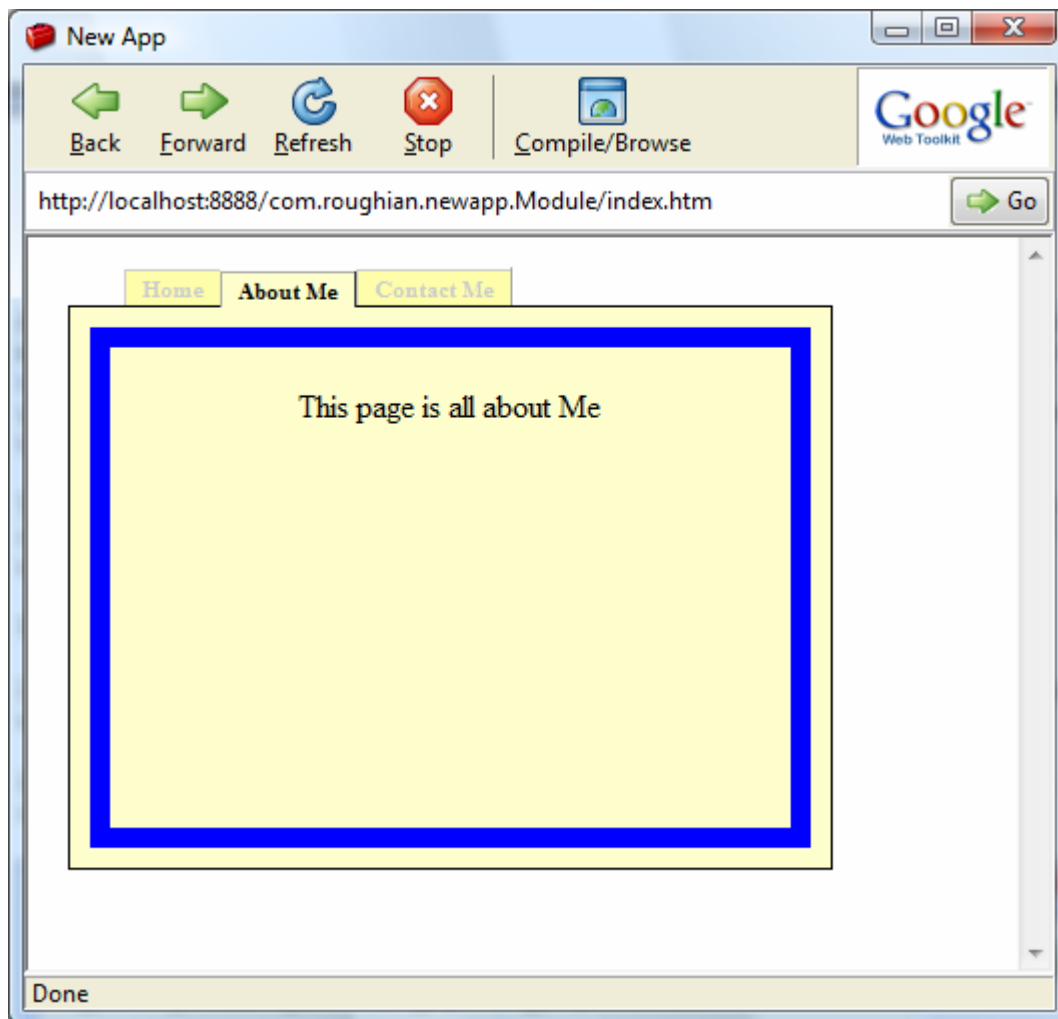 New App
Back Forward Refresh Stop Compile/Browse
Google
Web Toolkit
http://localhost:8888/com.roughian.newapp.Module/index.htm Go
Home About Me Contact Me
This page is all about Me
Done